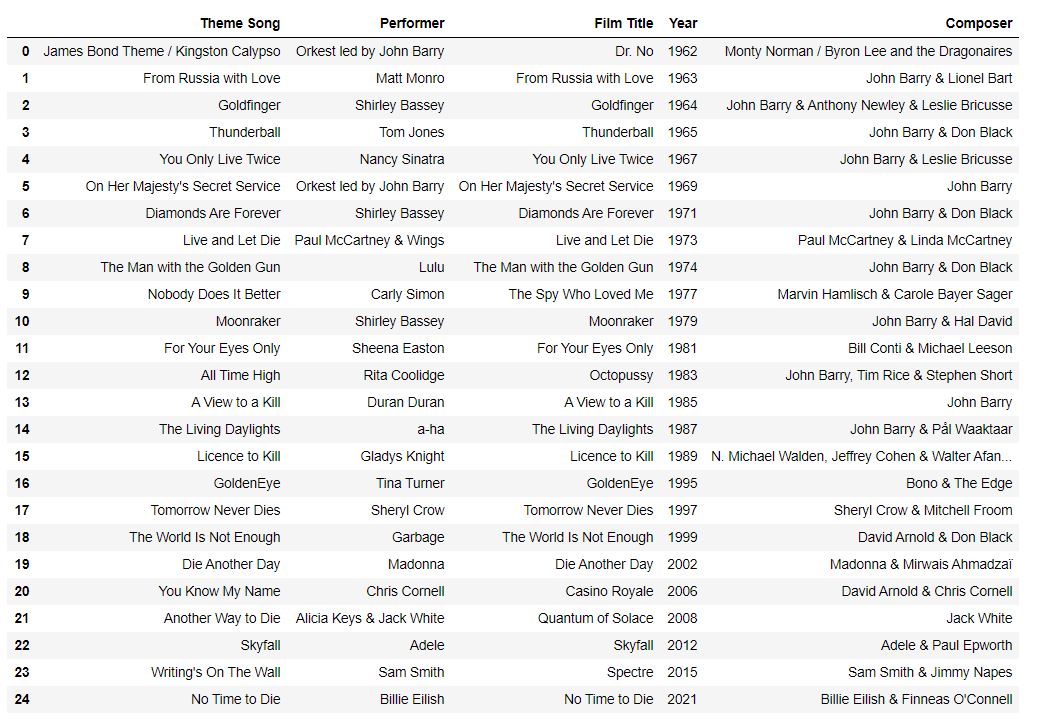 Theme Song Performer Film Title Year Composer
0 James Bond Theme / Kingston Calypso Orkest led by John Barry Dr. No 1962 Monty Norman / Byron Lee and the Dragonaires
1 From Russia with Love Matt Monro From Russia with Love 1963 John Barry & Lionel Bart
2 Goldfinger Shirley Bassey Goldfinger 1964 John Barry & Anthony Newley & Leslie Bricusse
3 Thunderball Tom Jones Thunderball 1965 John Barry & Don Black
4 You Only Live Twice Nancy Sinatra You Only Live Twice 1967 John Barry & Leslie Bricusse
5 On Her Majesty's Secret Service Orkest led by John Barry On Her Majesty's Secret Service 1969 John Barry
6 Diamonds Are Forever Shirley Bassey Diamonds Are Forever 1971 John Barry & Don Black
7 Live and Let Die Paul McCartney & Wings Live and Let Die 1973 Paul McCartney & Linda McCartney
8 The Man with the Golden Gun Lulu The Man with the Golden Gun 1974 John Barry & Don Black
9 Nobody Does It Better Carly Simon The Spy Who Loved Me 1977 Marvin Hamlisch & Carole Bayer Sager
10 Moonraker Shirley Bassey Moonraker 1979 John Barry & Hal David
11 For Your Eyes Only Sheena Easton For Your Eyes Only 1981 Bill Conti & Michael Leeson
12 All Time High Rita Coolidge Octopussy 1983 John Barry, Tim Rice & Stephen Short
13 A View to a Kill Duran Duran A View to a Kill 1985 John Barry
14 The Living Daylights a-ha The Living Daylights 1987 John Barry & Pål Waaktaar
15 Licence to Kill Gladys Knight Licence to Kill 1989 N. Michael Walden, Jeffrey Cohen & Walter Afan...
16 GoldenEye Tina Turner GoldenEye 1995 Bono & The Edge
17 Tomorrow Never Dies Sheryl Crow Tomorrow Never Dies 1997 Sheryl Crow & Mitchell Froom
18 The World Is Not Enough Garbage The World Is Not Enough 1999 David Arnold & Don Black
19 Die Another Day Madonna Die Another Day 2002 Madonna & Mirwais Ahmadzaï
20 You Know My Name Chris Cornell Casino Royale 2006 David Arnold & Chris Cornell
21 Another Way to Die Alicia Keys & Jack White Quantum of Solace 2008 Jack White
22 Skyfall Adele Skyfall 2012 Adele & Paul Epworth
23 Writing's On The Wall Sam Smith Spectre 2015 Sam Smith & Jimmy Napes
24 No Time to Die Billie Eilish No Time to Die 2021 Billie Eilish & Finneas O'Connell